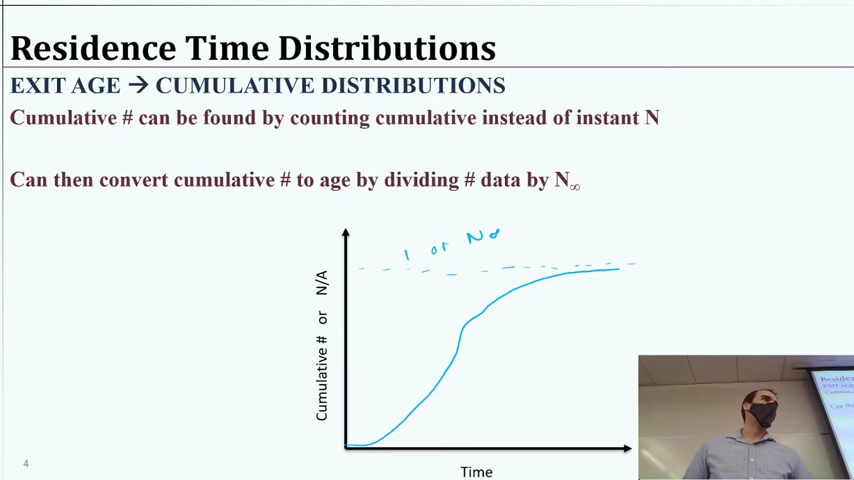 Residence Time Distributions
EXIT AGE → CUMULATIVE DISTRIBUTIONS
Cumulative # can be found by counting cumulative instead of instant N
Can then convert cumulative # to age by dividing # data by N∞
1 or N∞
Cumulative # or N/A
Time
4